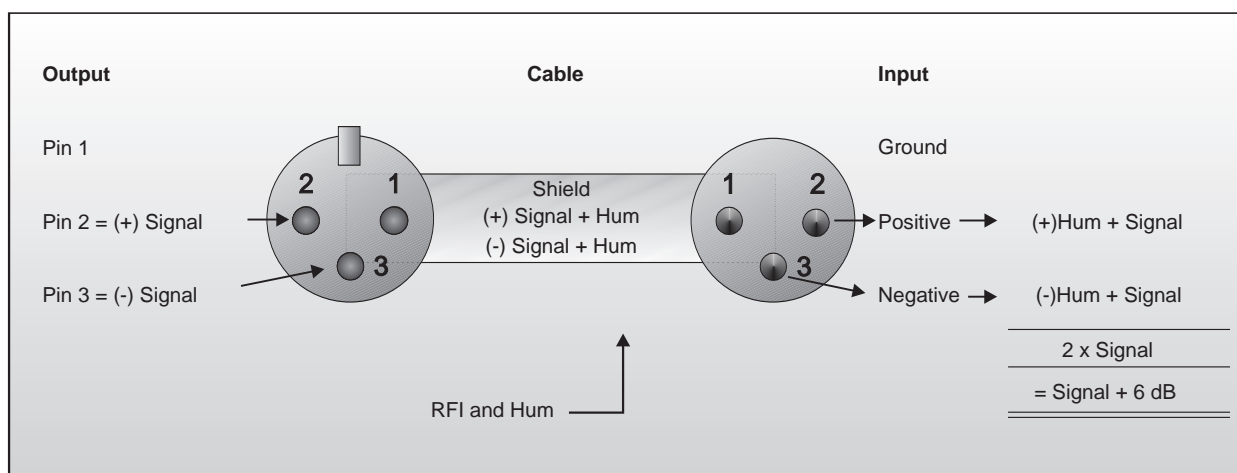 Output Cable Input
Pin 1 Ground
2 1 Shield 1 2
Pin 2 = (+) Signal (+) Signal + Hum Positive (+)Hum + Signal
(-) Signal + Hum
3 3
Pin 3 = (-) Signal Negative (-)Hum + Signal
2 x Signal
= Signal + 6 dB
RFI and Hum